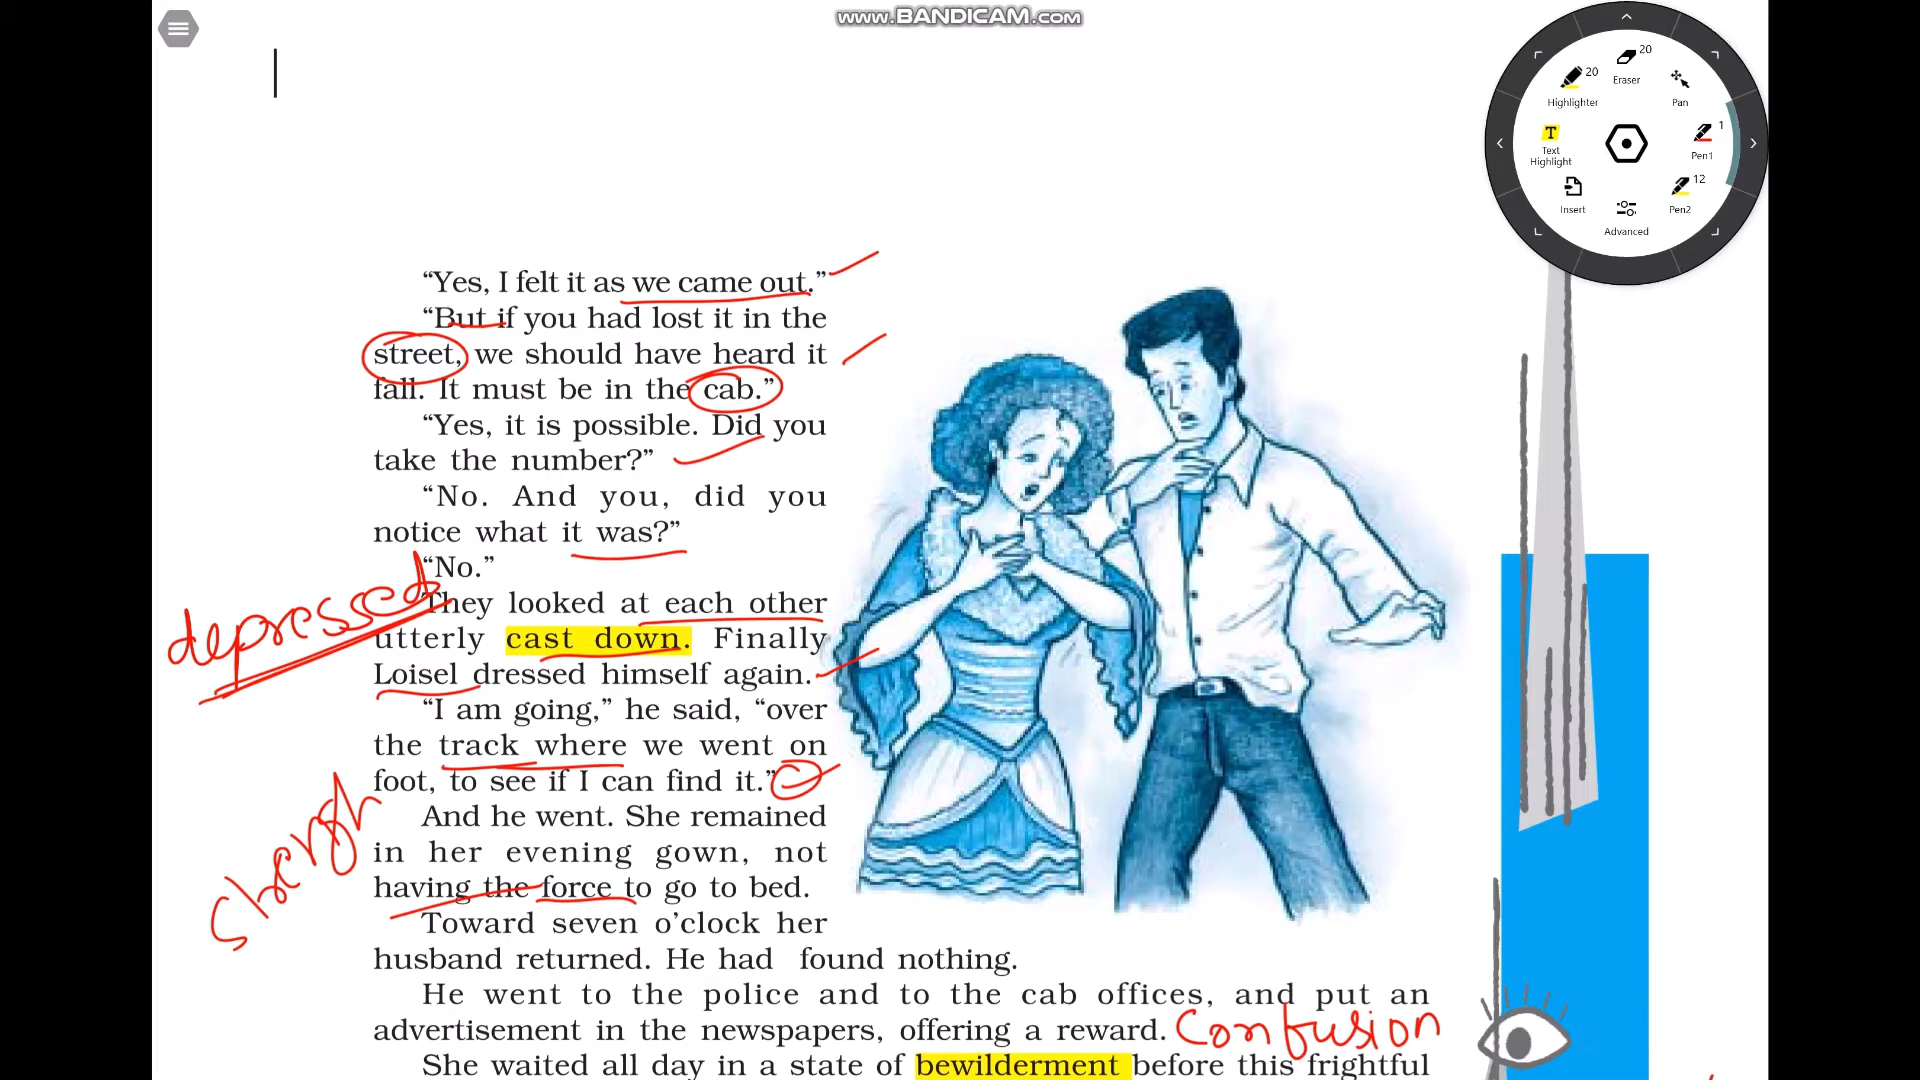 www.BANDICAM.com
20
Eraser
20
Highlighter
Pan
T
Text
Highlight
1
Pen1
Insert
12
Pen2
Advanced
“Yes, I felt it as we came out.”
“But if you had lost it in the
street, we should have heard it
fall. It must be in the cab.”
“Yes, it is possible. Did you
take the number?”
“No. And you, did you
notice what it was?”
“No.”
depressed
They looked at each other
utterly cast down. Finally
Loisel dressed himself again.
“I am going,” he said, “over
the track where we went on
foot, to see if I can find it.”
And he went. She remained
in her evening gown, not
having the force to go to bed.
Toward seven o’clock her
husband returned. He had found nothing.
He went to the police and to the cab offices, and put an
advertisement in the newspapers, offering a reward. Confusion
She waited all day in a state of bewilderment before this frightful